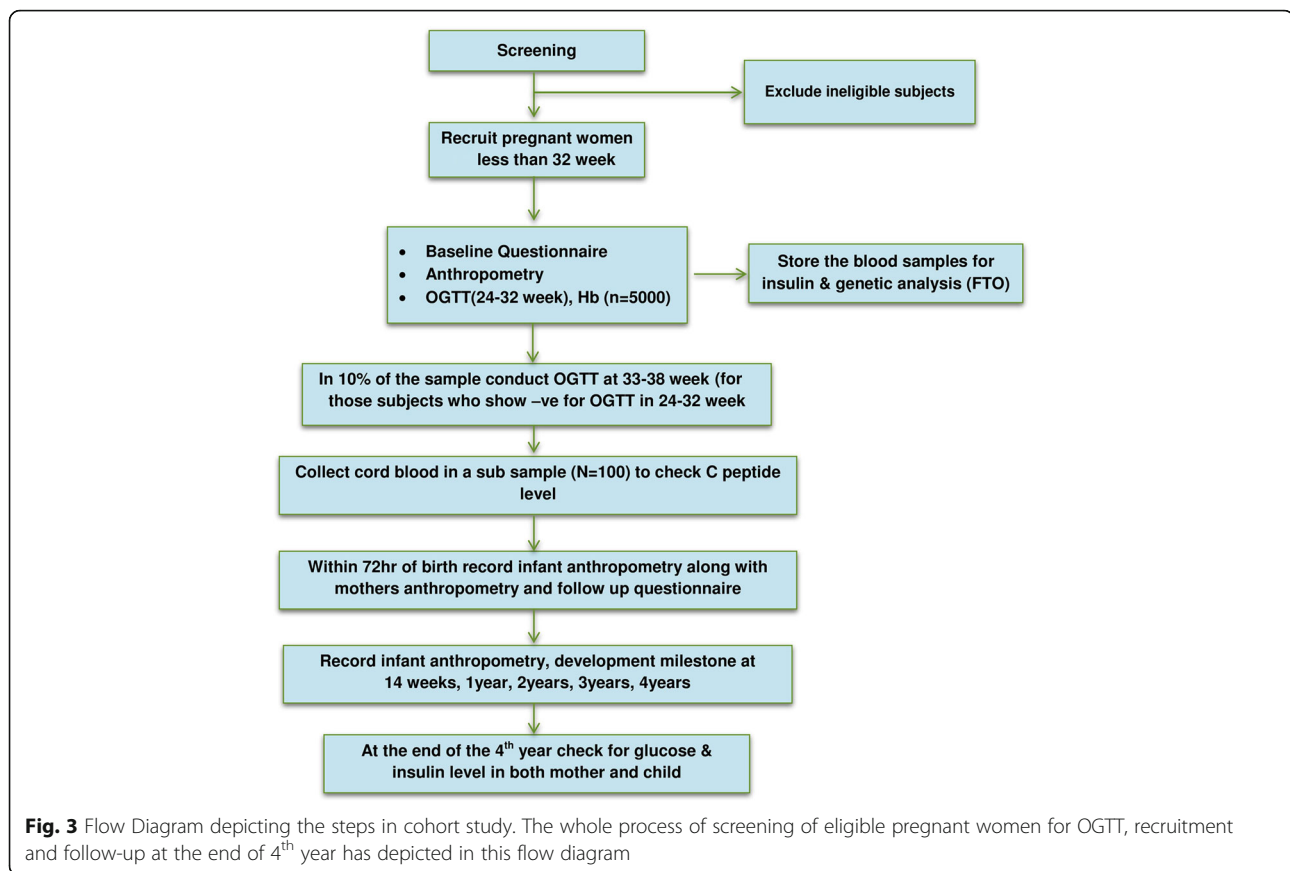 Screening
Exclude ineligible subjects
Recruit pregnant women
less than 32 week
• Baseline Questionnaire
• Anthropometry
• OGTT(24-32 week), Hb (n=5000)
Store the blood samples for
insulin & genetic analysis (FTO)
In 10% of the sample conduct OGTT at 33-38 week (for
those subjects who show –ve for OGTT in 24-32 week
Collect cord blood in a sub sample (N=100) to check C peptide
level
Within 72hr of birth record infant anthropometry along with
mothers anthropometry and follow up questionnaire
Record infant anthropometry, development milestone at
14 weeks, 1year, 2years, 3years, 4years
At the end of the 4th year check for glucose &
insulin level in both mother and child
Fig. 3 Flow Diagram depicting the steps in cohort study. The whole process of screening of eligible pregnant women for OGTT, recruitment
and follow-up at the end of 4th year has depicted in this flow diagram